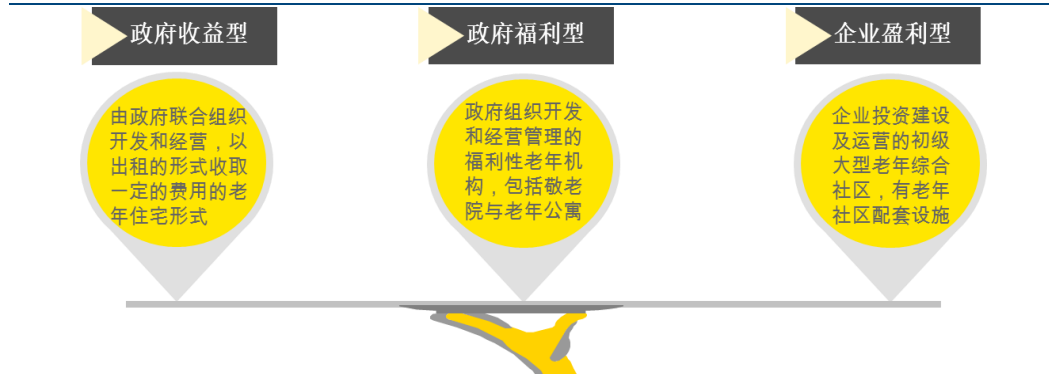 政府收益型
由政府联合组织
开发和经营，以
出租的形式收取
一定的费用的老
年住宅形式
政府福利型
政府组织开发
和经营管理的
福利性老年机
构，包括敬老
院与老年公寓
企业盈利型
企业投资建设
及运营的初级
大型老年综合
社区，有老年
社区配套设施